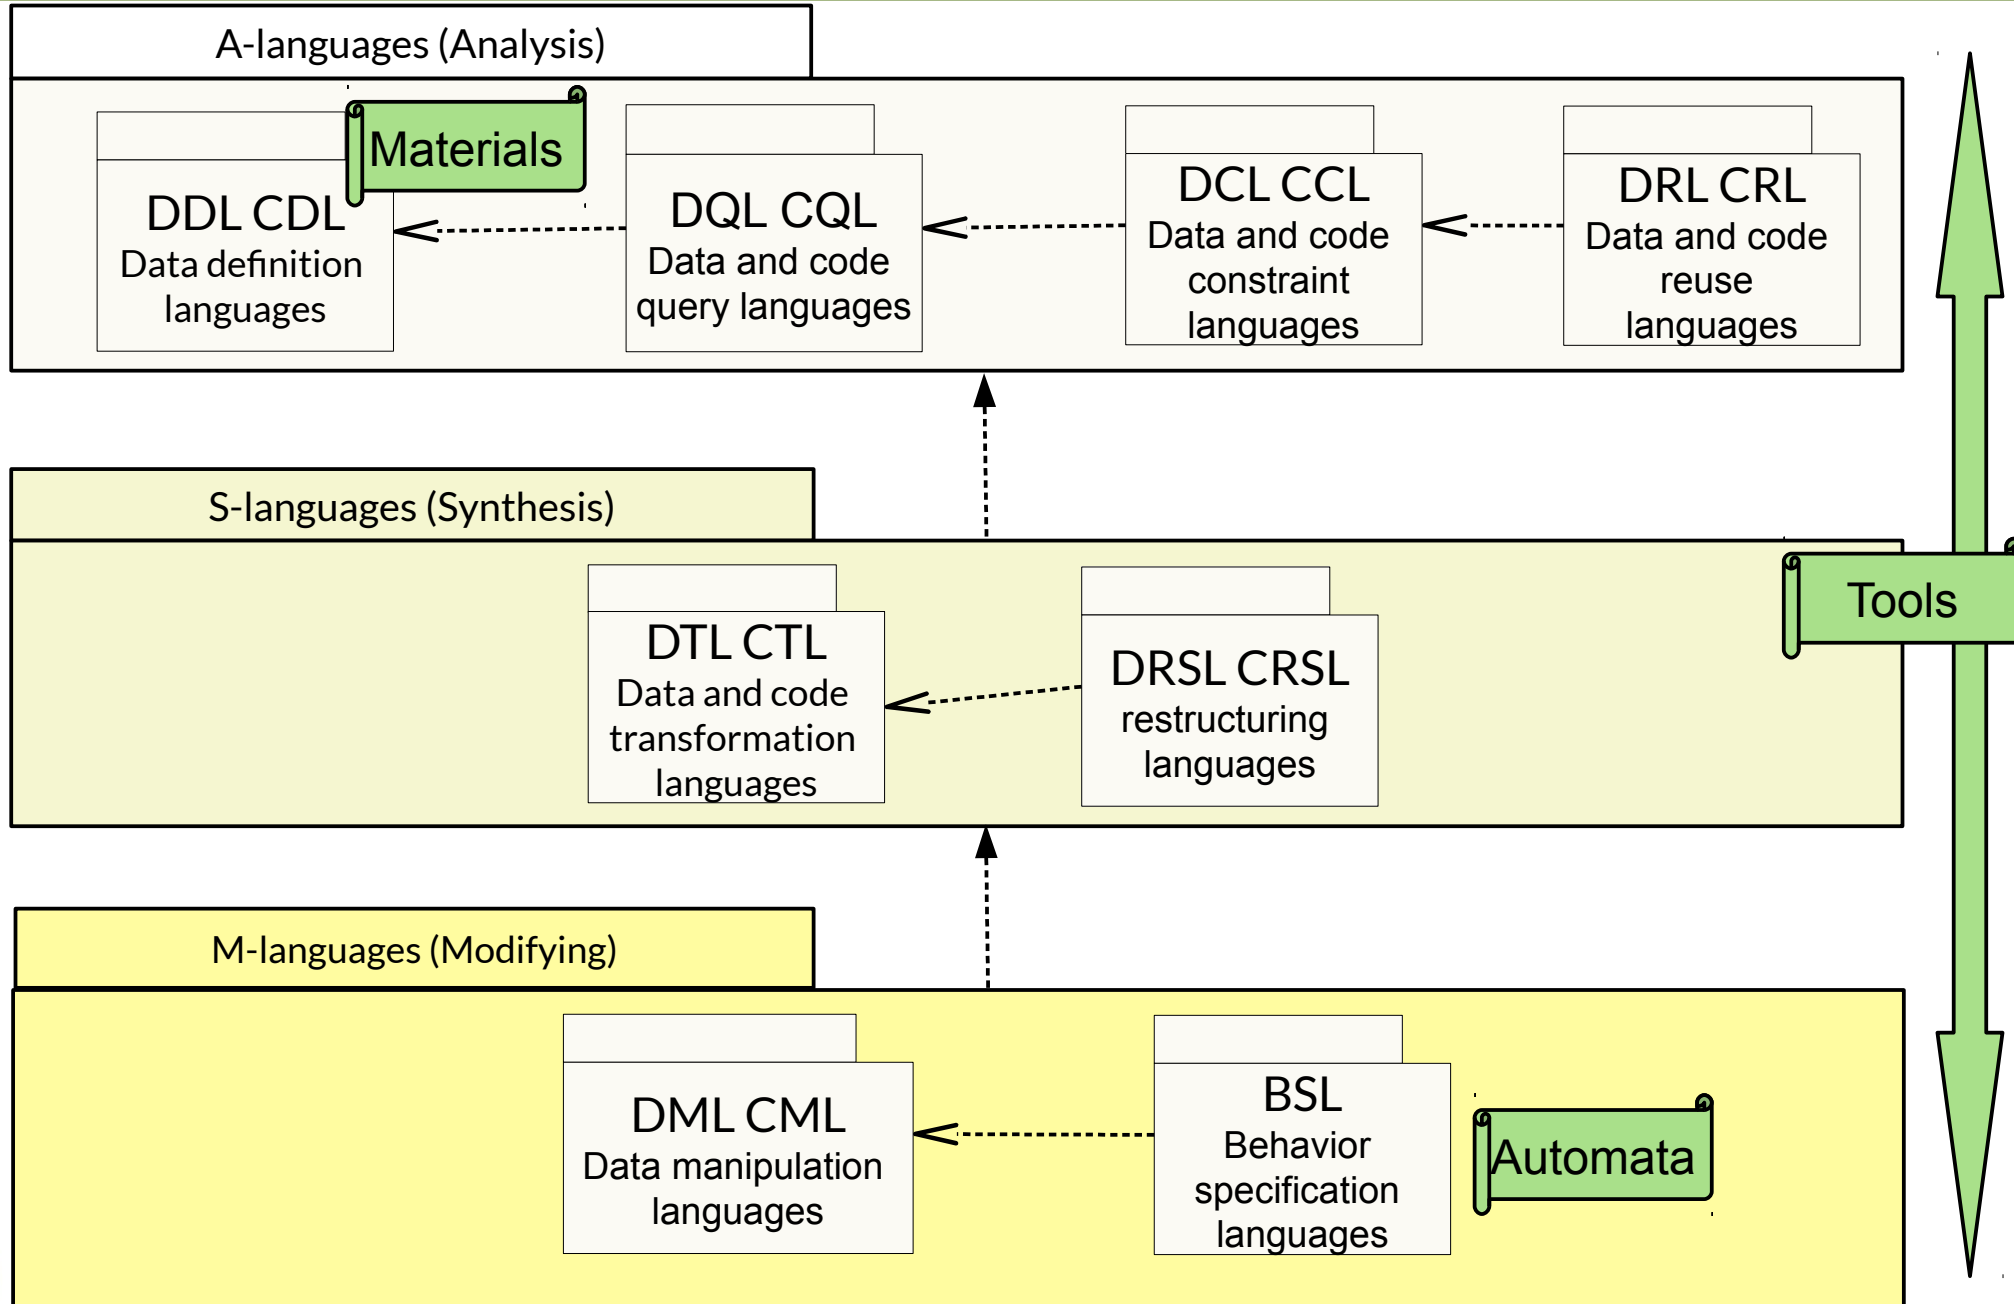 A-languages (Analysis)
Materials
DDL CDL
Data definition
languages
DQL CQL
Data and code
query languages
DCL CCL
Data and code
constraint
languages
DRL CRL
Data and code
reuse
languages
S-languages (Synthesis)
DTL CTL
Data and code
transformation
languages
DRSL CRSL
restructuring
languages
Tools
M-languages (Modifying)
DML CML
Data manipulation
languages
BSL
Behavior
specification
languages
Automata